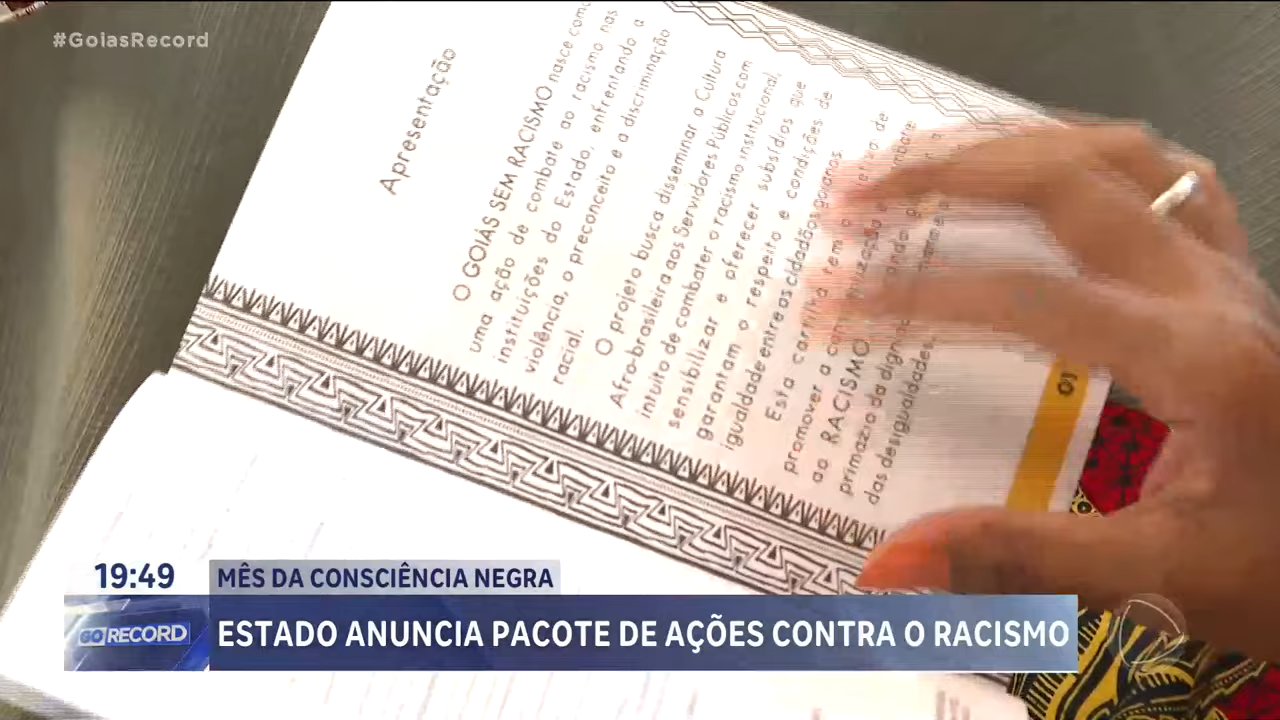 #GoiasRecord
Apresentação
O GOIÁS SEM RACISMO nasce como
uma ação de combate ao racismo nas
instituições do Estado, enfrentando a
violência, o preconceito e a discriminação
racial.
O projeto busca disseminar a Cultura
Afro-brasileira aos Servidores Públicos com
intuito de combater o racismo institucional,
sensibilizar e oferecer subsídios que
garantam o respeito e condições de
igualdade entre as cidadãos goianos.
Esta cartilha tem o
promover a
ao RACISMO
primazia da
das desigualdades,
01
19:49
MÊS DA CONSCIÊNCIA NEGRA
GO RECORD
ESTADO ANUNCIA PACOTE DE AÇÕES CONTRA O RACISMO